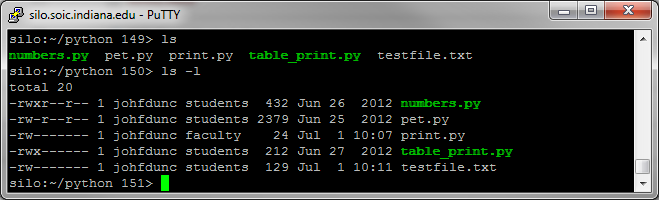 silo.soic.indiana.edu - PuTTY
silo:~/python 149> ls
numbers.py  pet.py  print.py  table_print.py  testfile.txt
silo:~/python 150> ls -l
total 20
-rwxr--r-- 1 johfdunc students  432 Jun 26  2012 numbers.py
-rw-r--r-- 1 johfdunc students 2379 Jun 25  2012 pet.py
-rw------- 1 johfdunc faculty    24 Jul  1 10:07 print.py
-rwx------ 1 johfdunc students  212 Jun 27  2012 table_print.py
-rw------- 1 johfdunc students  129 Jul  1 10:11 testfile.txt
silo:~/python 151>